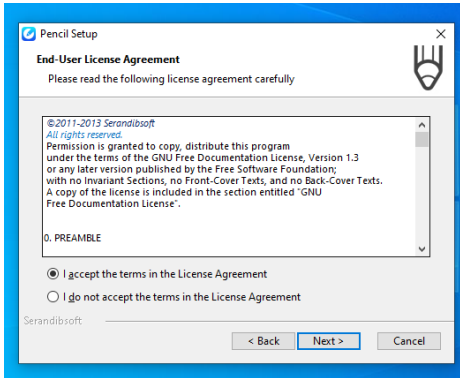 Pencil Setup
End-User License Agreement
Please read the following license agreement carefully
©2011-2013 Serandibsoft
All rights reserved.
Permission is granted to copy, distribute this program
under the terms of the GNU Free Documentation License, Version 1.3
or any later version published by the Free Software Foundation;
with no Invariant Sections, no Front-Cover Texts, and no Back-Cover Texts.
A copy of the license is included in the section entitled "GNU
Free Documentation License".
0. PREAMBLE
I accept the terms in the License Agreement
I do not accept the terms in the License Agreement
Serandibsoft
< Back Next > Cancel